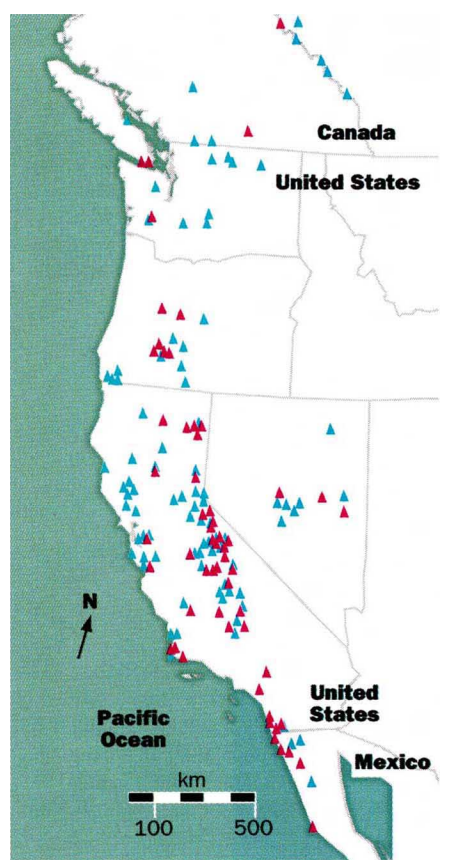 Canada
United States
N
United
States
Pacific
Ocean
Mexico
km
100 500